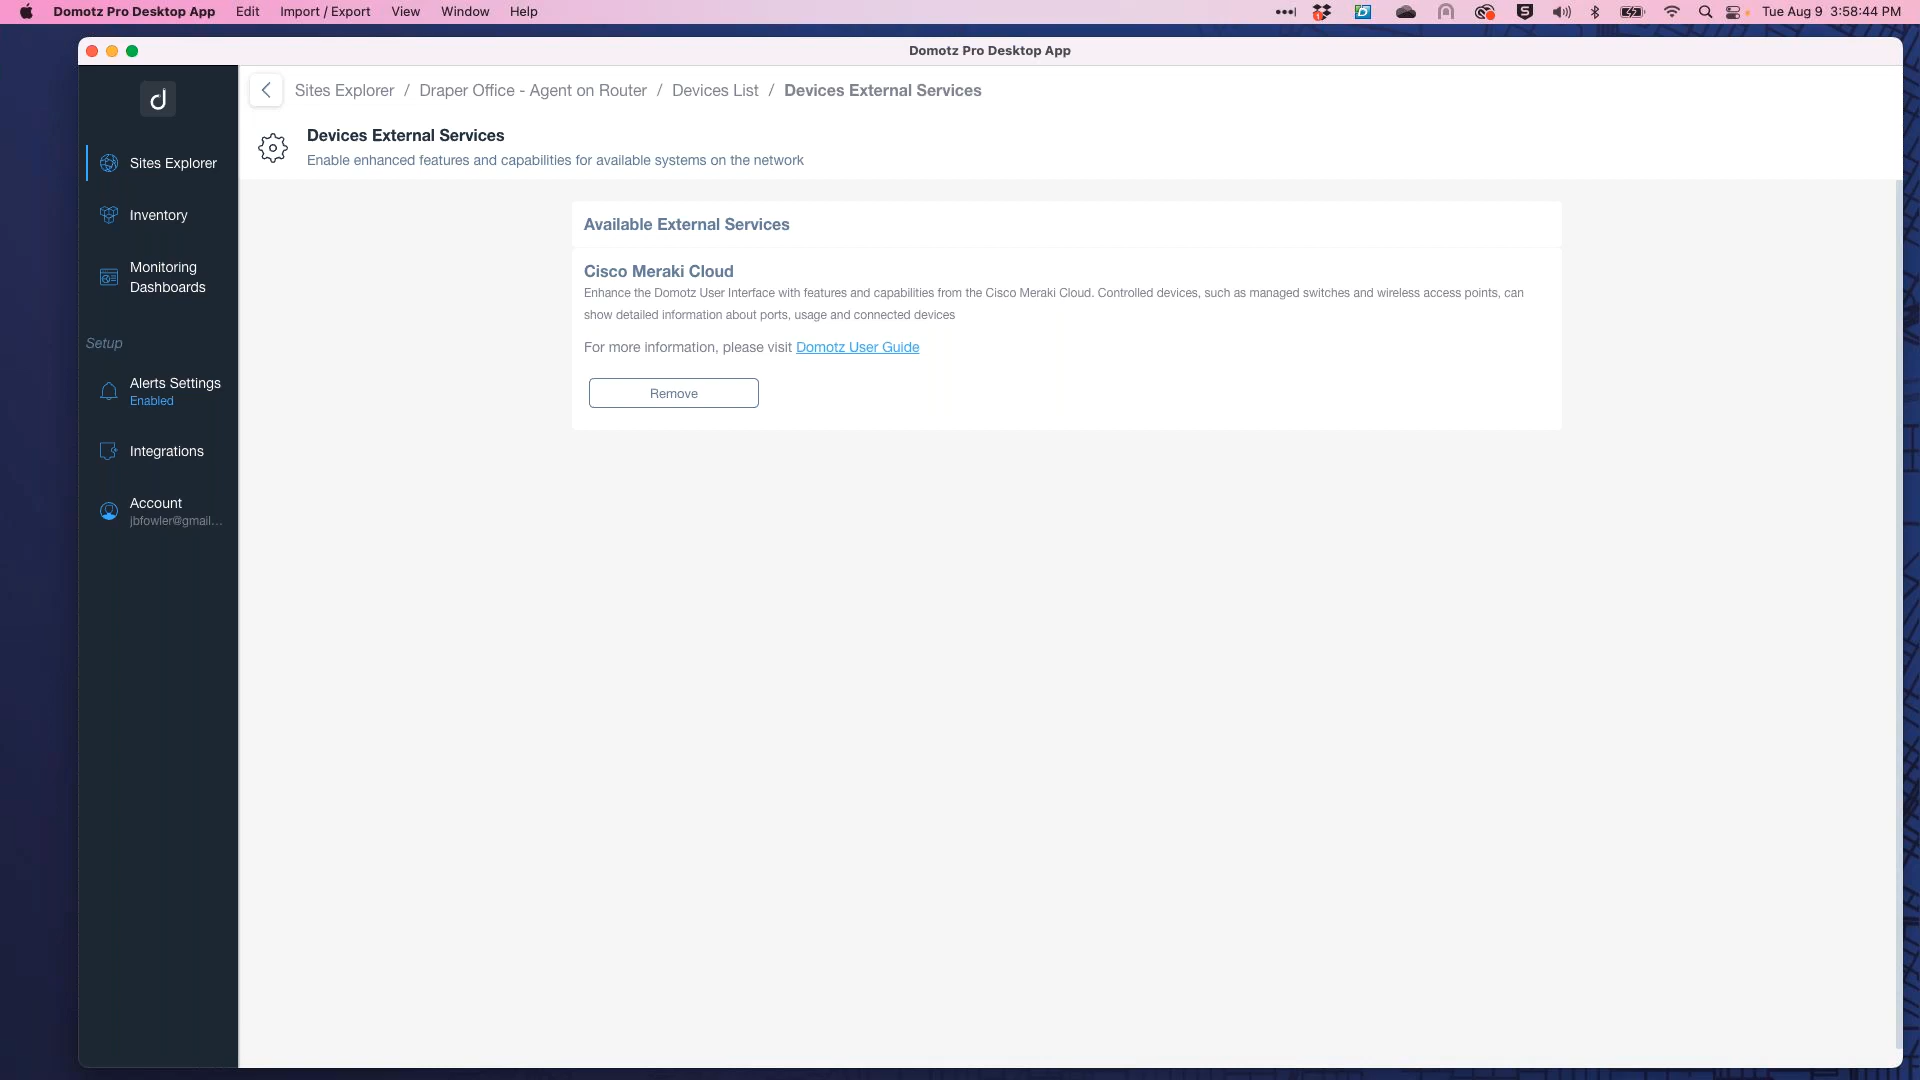 Domotz Pro Desktop App Edit Import / Export View Window Help Tue Aug 9 3:58:44 PM
Domotz Pro Desktop App
Sites Explorer / Draper Office - Agent on Router / Devices List / Devices External Services
Devices External Services
Enable enhanced features and capabilities for available systems on the network
Sites Explorer
Inventory
Monitoring
Dashboards
Setup
Alerts Settings
Enabled
Integrations
Account
jbfowler@gmail...
Available External Services
Cisco Meraki Cloud
Enhance the Domotz User Interface with features and capabilities from the Cisco Meraki Cloud. Controlled devices, such as managed switches and wireless access points, can
show detailed information about ports, usage and connected devices
For more information, please visit Domotz User Guide
Remove